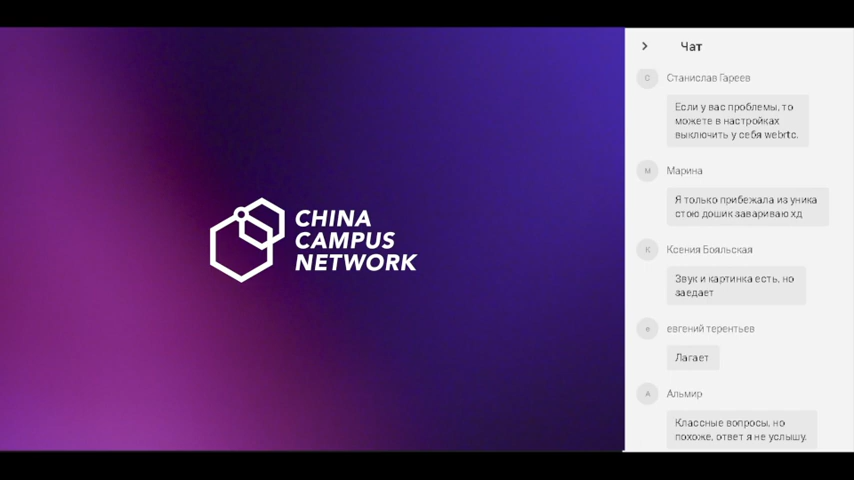 CHINA
CAMPUS
NETWORK
Чат
С
Станислав Гареев
Если у вас проблемы, то
можете в настройках
выключить у себя webrtc.
М
Марина
Я только прибежала из уника
стою дошик завариваю хд
К
Ксения Бояльская
Звук и картинка есть, но
заедает
е
евгений терентьев
Лагает
А
Альмир
Классные вопросы, но
похоже, ответ я не услышу.